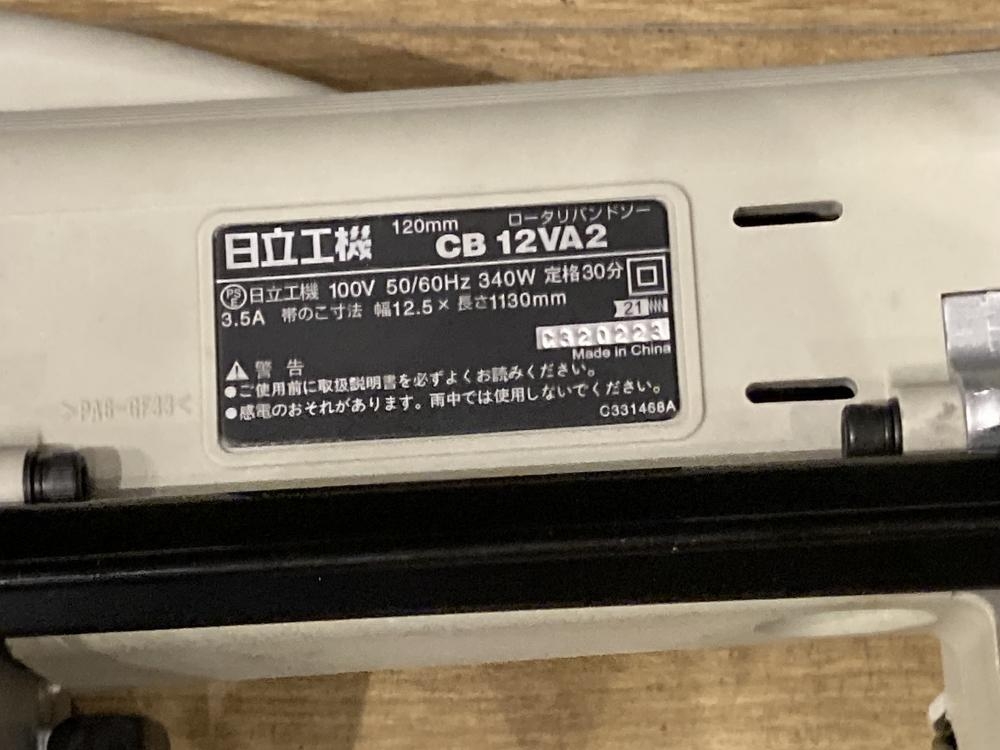 日立工機 120mm ロータリバンドソー
CB 12VA2
PSE 日立工機 100V 50/60Hz 340W 定格30分
3.5A 帯のこ寸法 幅12.5×長さ1130mm
21
C320223
Made in China
警告
●ご使用前に取扱説明書を必ずよくお読みください。
●感電のおそれがあります。雨中では使用しないでください。
C331468A